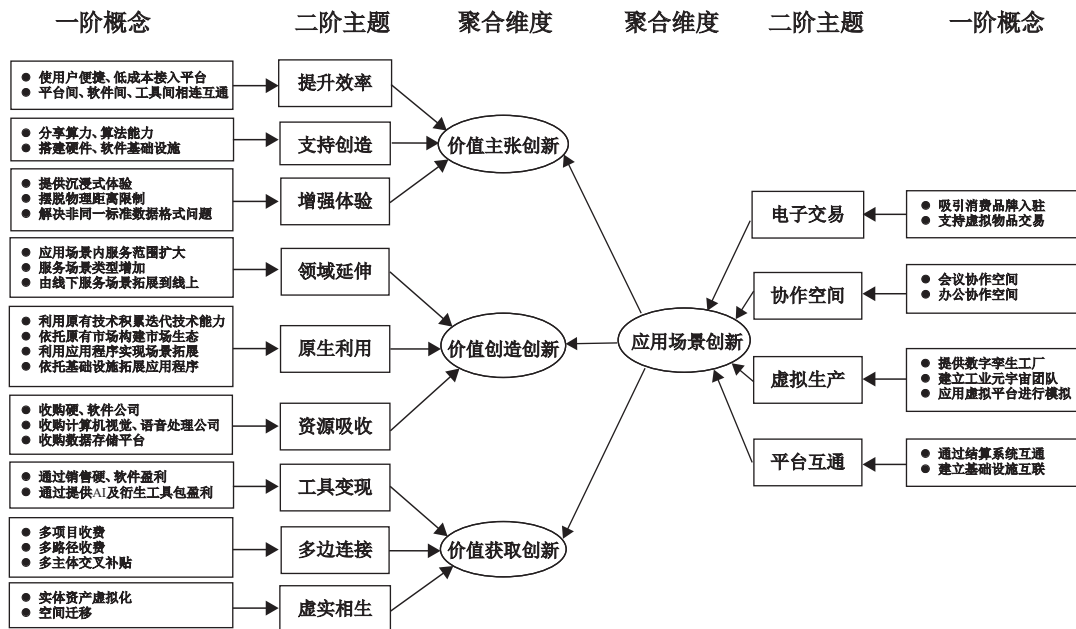 一阶概念 二阶主题 聚合维度 聚合维度 二阶主题 一阶概念
● 使用户便捷、低成本接入平台
● 平台间、软件间、工具间相连互通
提升效率
● 分享算力、算法能力
● 搭建硬件、软件基础设施
支持创造
● 提供沉浸式体验
● 摆脱物理距离限制
● 解决非同一标准数据格式问题
增强体验
价值主张创新
● 应用场景内服务范围扩大
● 服务场景类型增加
● 由线下服务场景拓展到线上
领域延伸
● 利用原有技术积累迭代技术能力
● 依托原有市场构建市场生态
● 利用应用程序实现场景拓展
● 依托基础设施拓展应用程序
原生利用
● 收购硬、软件公司
● 收购计算机视觉、语音处理公司
● 收购数据存储平台
资源吸收
价值创造创新
● 通过销售硬、软件盈利
● 通过提供AI及衍生工具包盈利
工具变现
● 多项目收费
● 多路径收费
● 多主体交叉补贴
多边连接
● 实体资产虚拟化
● 空间迁移
虚实相生
价值获取创新
应用场景创新
电子交易
● 吸引消费品牌入驻
● 支持虚拟物品交易
协作空间
● 会议协作空间
● 办公协作空间
虚拟生产
● 提供数字孪生工厂
● 建立工业元宇宙团队
● 应用虚拟平台进行模拟
平台互通
● 通过结算系统互通
● 建立基础设施互联